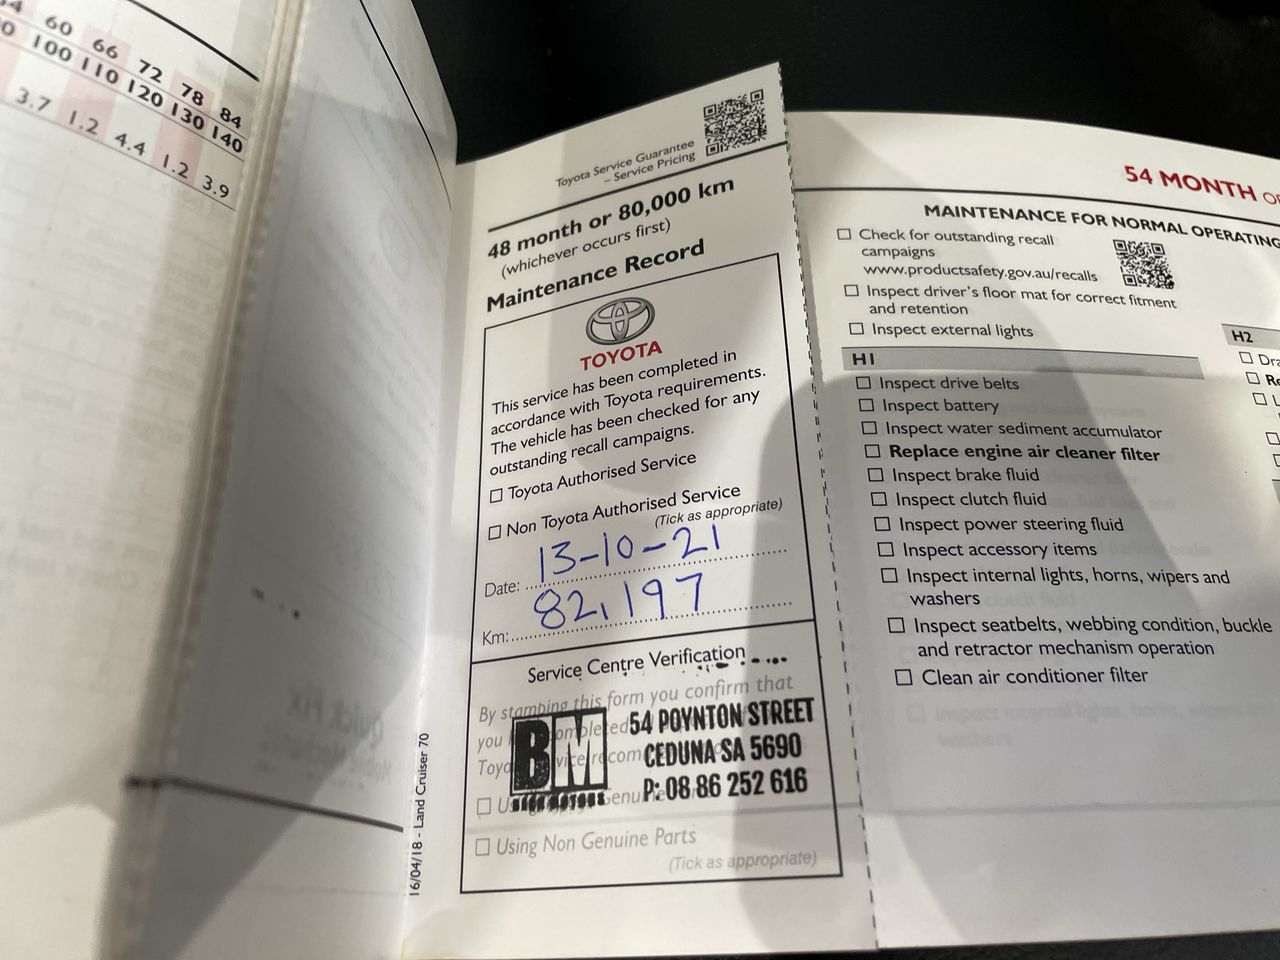 60 66 72 78 84
100 110 120 130 140
3.7 1.2 4.4 1.2 3.9
Toyota Service Guarantee
– Service Pricing
48 month or 80,000 km
(whichever occurs first)
Maintenance Record
TOYOTA
This service has been completed in
accordance with Toyota requirements.
The vehicle has been checked for any
outstanding recall campaigns.
Toyota Authorised Service
Non Toyota Authorised Service
(Tick as appropriate)
Date: 13-10-21
Km: 82,197
Service Centre Verification
By stamping this form you confirm that
you
Toyo
BM
54 POYNTON STREET
CEDUNA SA 5690
P: 08 86 252 616
Using Non Genuine Parts
(Tick as appropriate)
16/04/18 - Land Cruiser 70
54 MONTH
MAINTENANCE FOR NORMAL OPERATING
Check for outstanding recall
campaigns
www.productsafety.gov.au/recalls
Inspect driver's floor mat for correct fitment
and retention
Inspect external lights
H1
Inspect drive belts
Inspect battery
Inspect water sediment accumulator
Replace engine air cleaner filter
Inspect brake fluid
Inspect clutch fluid
Inspect power steering fluid
Inspect accessory items
Inspect internal lights, horns, wipers and
washers
Inspect seatbelts, webbing condition, buckle
and retractor mechanism operation
Clean air conditioner filter
H2